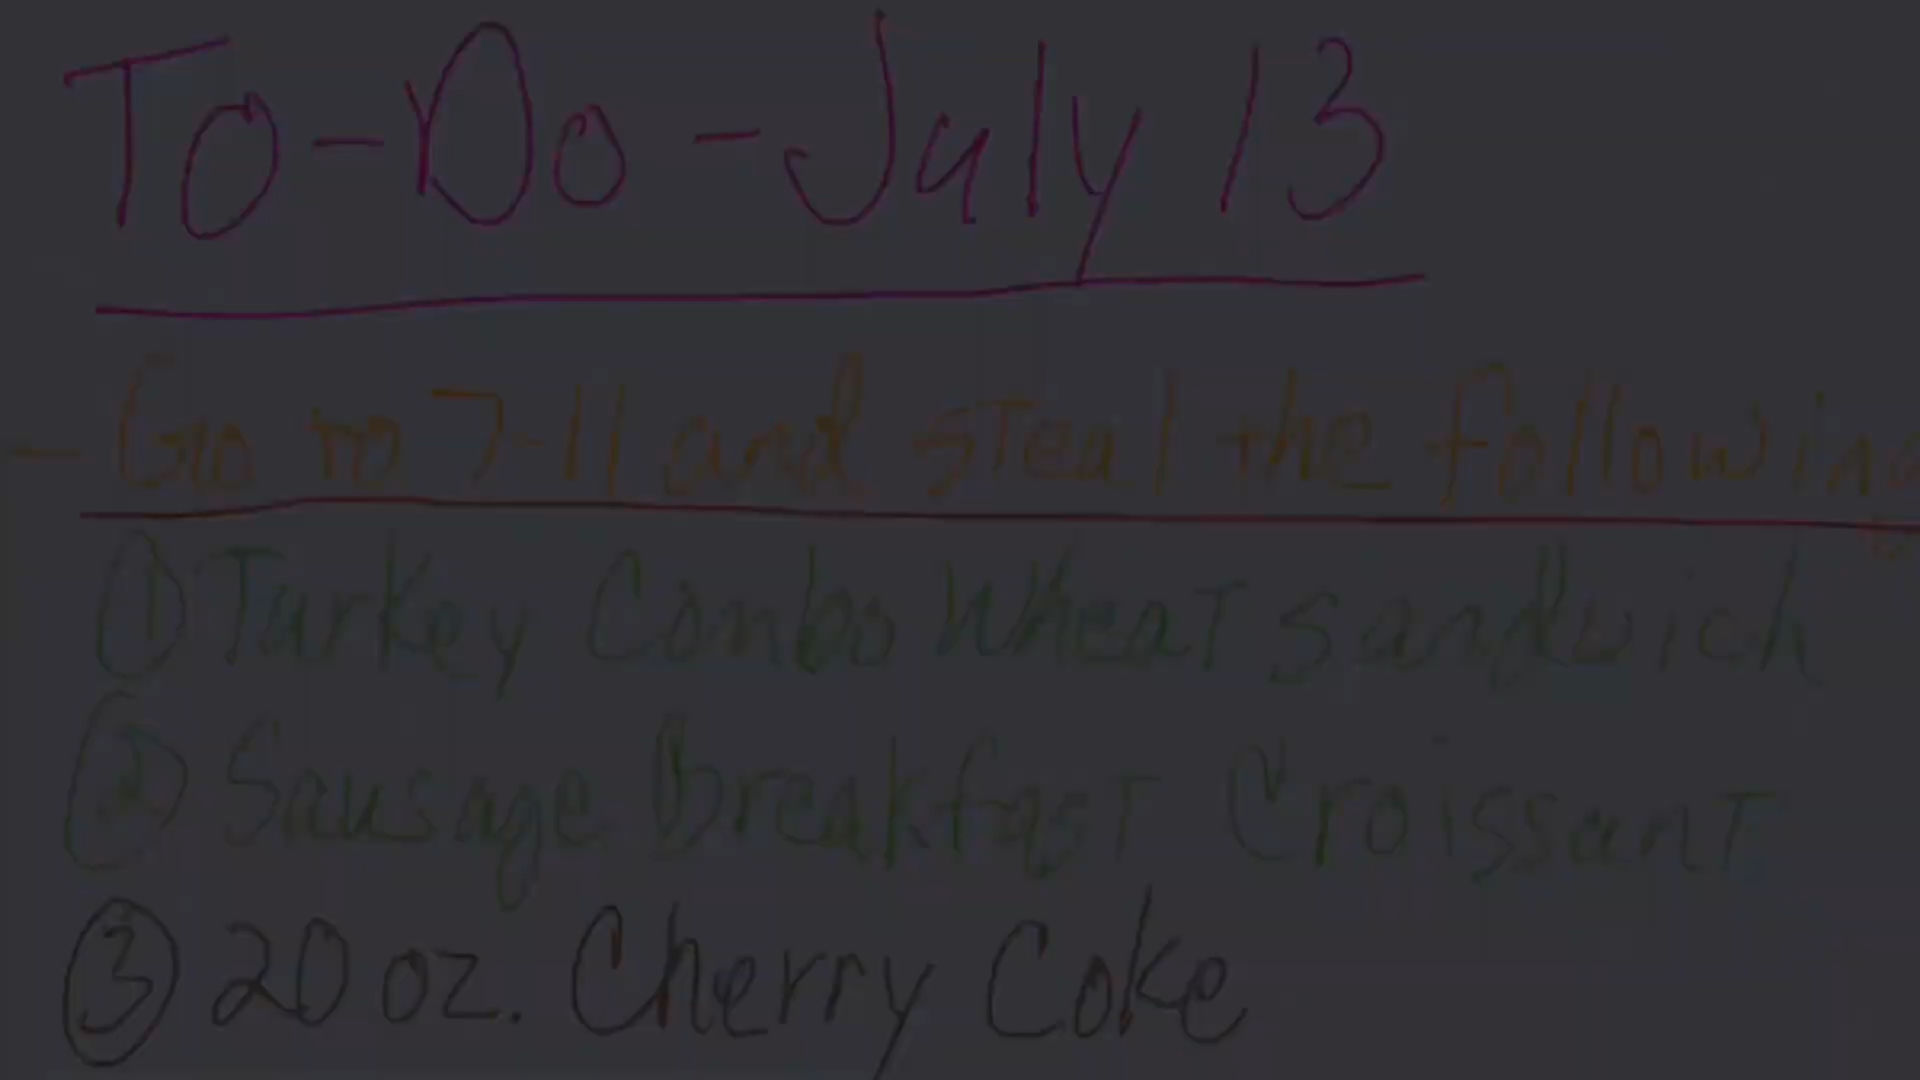 To-Do - July 13
- Go to 7-11 and steal the following
① Turkey Combo Wheat Sandwich
② Sausage Breakfast Croissant
③ 20 oz. Cherry Coke